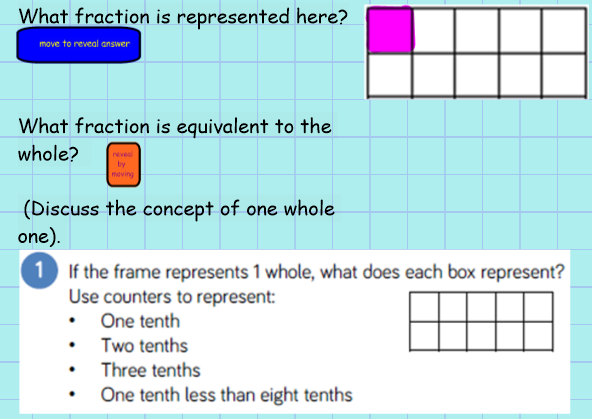 What fraction is represented here?
move to reveal answer
What fraction is equivalent to the
whole?
reveal
by
moving
(Discuss the concept of one whole
one).
1 If the frame represents 1 whole, what does each box represent?
Use counters to represent:
• One tenth
• Two tenths
• Three tenths
• One tenth less than eight tenths